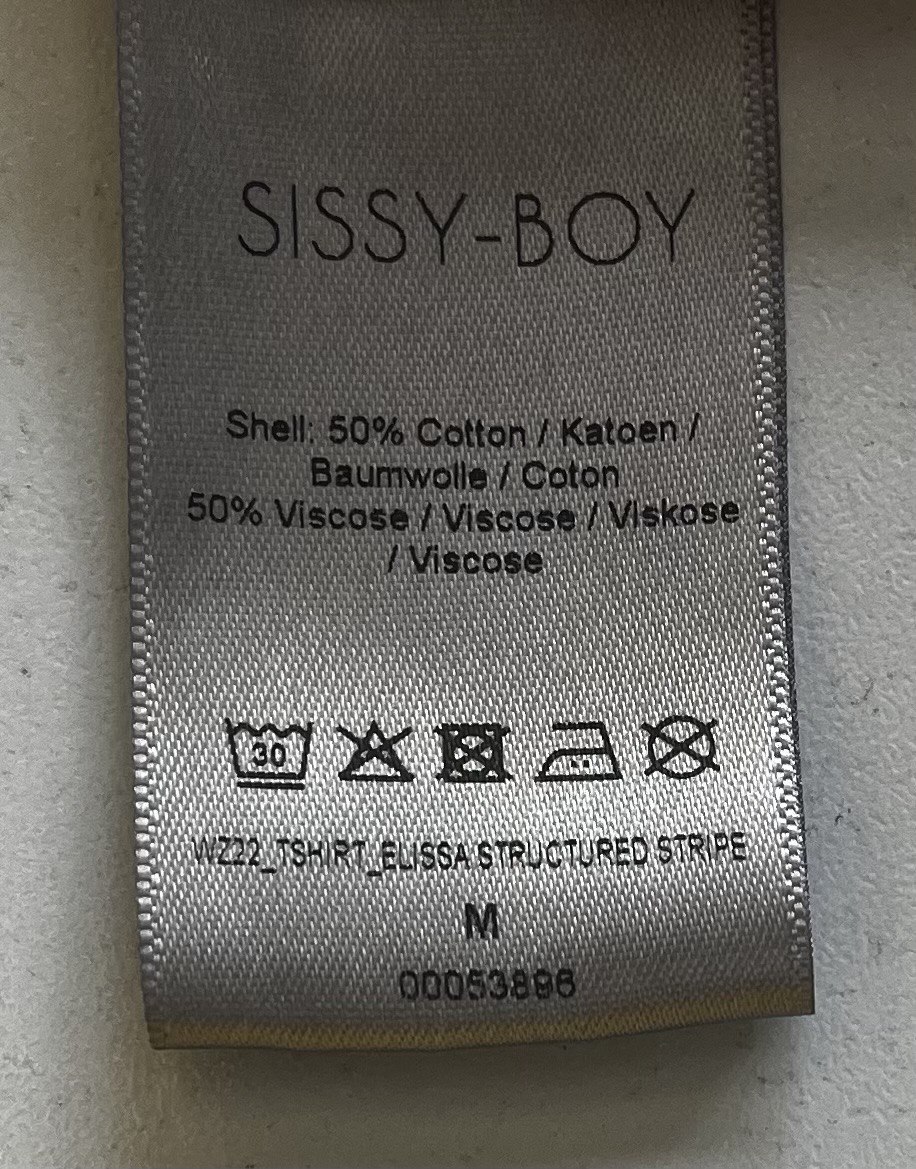 SISSY-BOY
Shell: 50% Cotton / Katoen /
Baumwolle / Coton
50% Viscose / Viscose / Viskose
/ Viscose
30
WZ22_TSHIRT_ELISSA STRUCTURED STRIPE
M
00053896